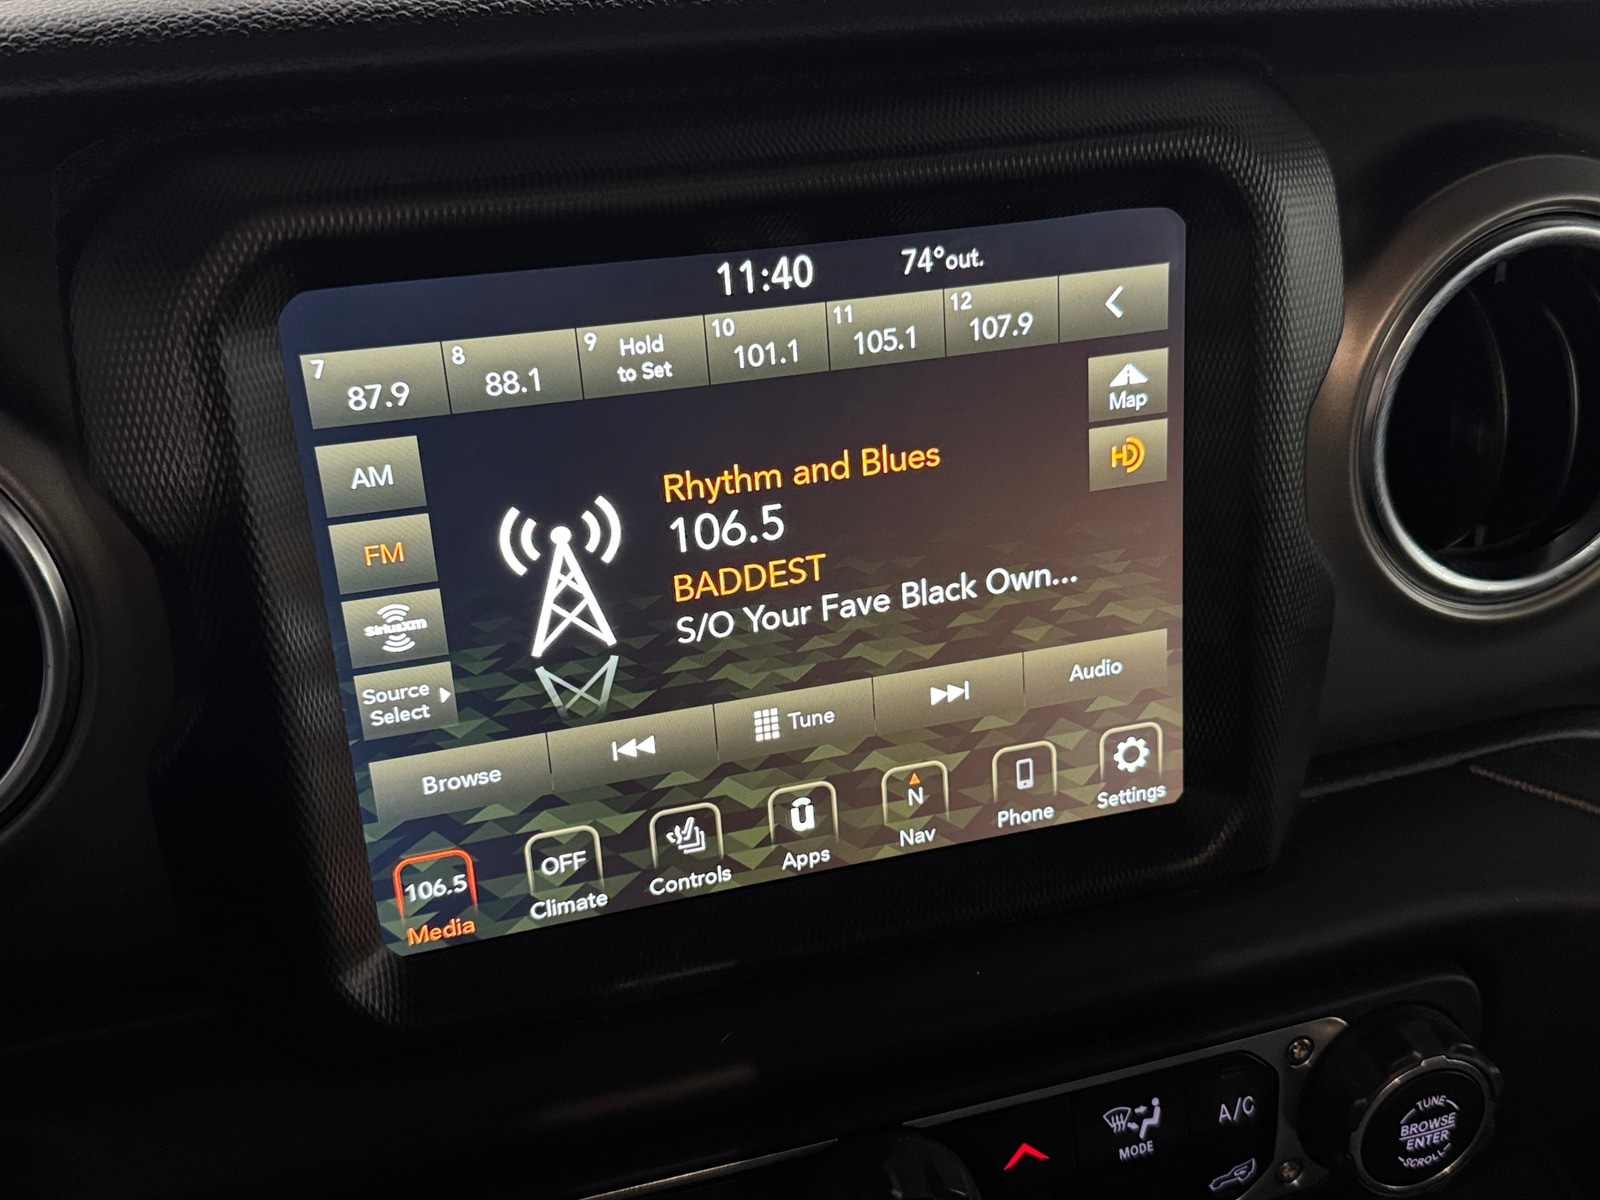 11:40
74°out.
7
87.9
8
88.1
9
Hold
to Set
10
101.1
11
105.1
12
107.9
Map
HD
AM
FM
SiriusXM
Source
Select
Rhythm and Blues
106.5
BADDEST
S/O Your Fave Black Own...
Browse
Tune
Audio
106.5
Media
OFF
Climate
Controls
Apps
N
Nav
Phone
Settings
MODE
A/C
TUNE
BROWSE
ENTER
SCROLL